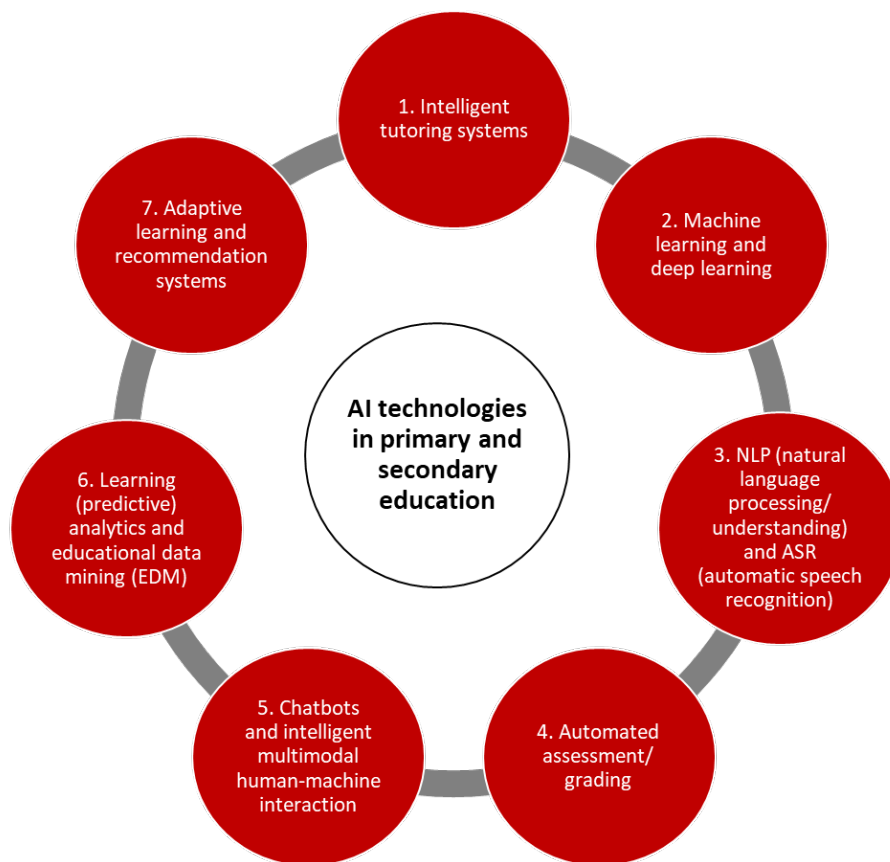 1. Intelligent
tutoring systems
2. Machine
learning and
deep learning
3. NLP (natural
language
processing/
understanding)
and ASR
(automatic speech
recognition)
4. Automated
assessment/
grading
5. Chatbots
and intelligent
multimodal
human-machine
interaction
6. Learning
(predictive)
analytics and
educational data
mining (EDM)
7. Adaptive
learning and
recommendation
systems
AI technologies
in primary and
secondary
education